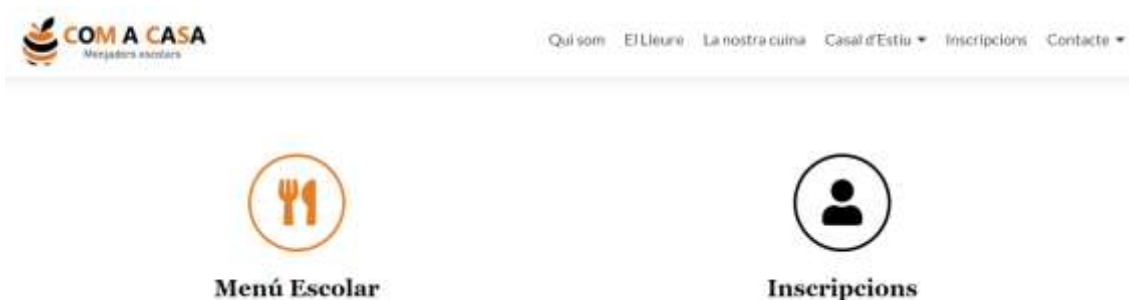 COM A CASA
Menjadors escolars
Qui som El Lleure La nostra cuina Casal d'Estiu Inscripcions Contacte
Menú Escolar Inscripcions